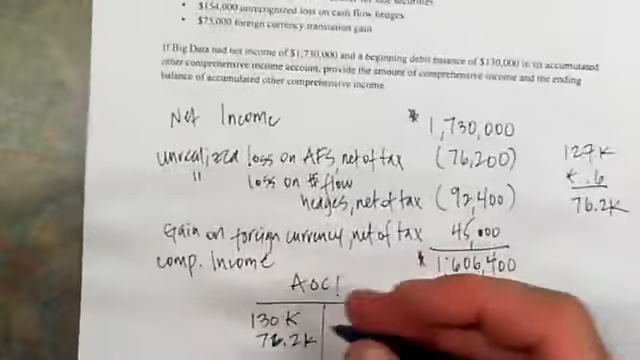 • $154,000 unrecognized loss on cash flow hedges
• $75,000 foreign currency translation gain
If Big Data had net income of $1,730,000 and a beginning debit balance of $130,000 in its accumulated
other comprehensive income account, provide the amount of comprehensive income and the ending
balance of accumulated other comprehensive income
Net Income 1,730,000
unrealized loss on AFS, net of tax (76,200)
" loss on $ flow
hedges, net of tax (92,400)
Gain on foreign currency, net of tax 45,000
comp. Income 1,606,400
127K
x .6
76.2K
AOCI
130K
76.2K